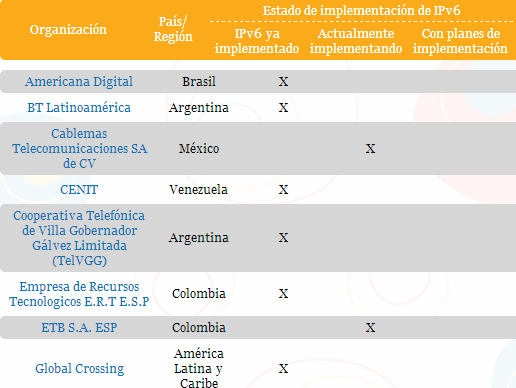 Organización País/ Estado de implementación de IPv6
Región IPv6 ya Actualmente Con planes de
implementado implementando implementación
Americana Digital Brasil X
BT Latinoamérica Argentina X
Cablemas
Telecomunicaciones SA México X
de CV
CENIT Venezuela X
Cooperativa Telefónica
de Villa Gobernador
Gálvez Limitada Argentina X
(TelVGG)
Empresa de Recursos Colombia X
Tecnologicos E.R.T E.S.P
ETB S.A. ESP Colombia X
América
Global Crossing Latina y X
Caribe